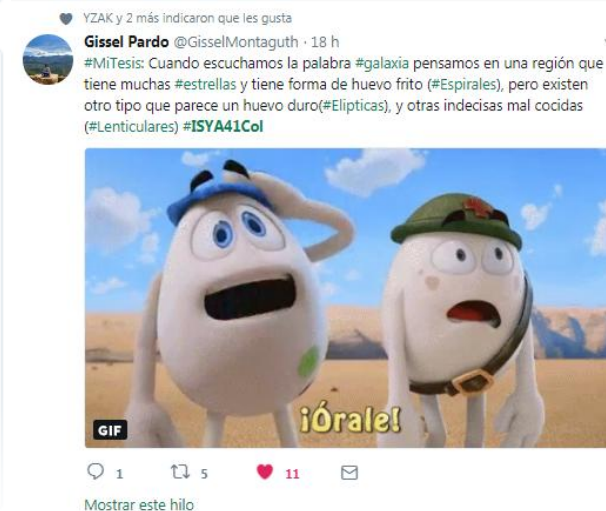 YZAK y 2 más indicaron que les gusta
Gissel Pardo @GisselMontaguth · 18 h
#MiTesis: Cuando escuchamos la palabra #galaxia pensamos en una región que
tiene muchas #estrellas y tiene forma de huevo frito (#Espirales), pero existen
otro tipo que parece un huevo duro(#Elipticas), y otras indecisas mal cocidas
(#Lenticulares) #ISYA41Col
¡Órale!
GIF
1 5 11
Mostrar este hilo